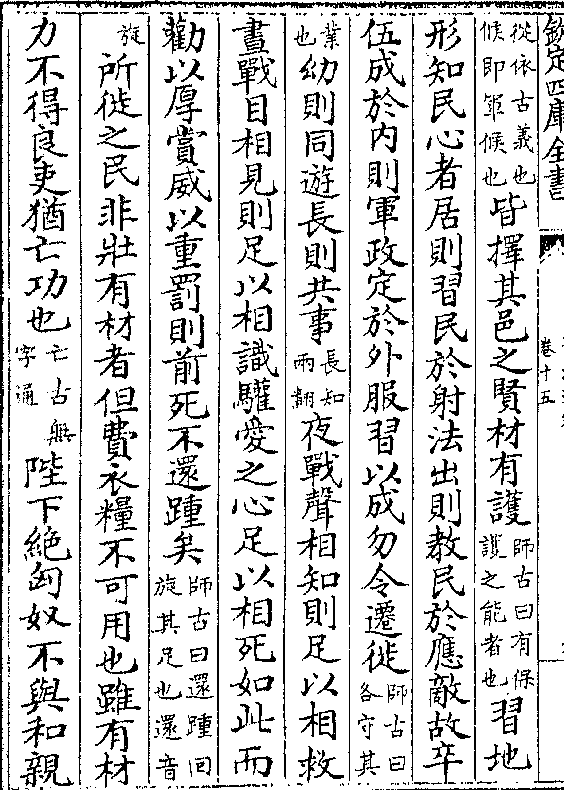 欽定四庫全書
卷十五
從依古義也候即軍候也皆擇其邑之賢材有護師古曰有保護之能者也習地
形知民心者居則習民於射法出則教民於應敵故卒
伍成於內則軍政定於外服習以成勿令遷徙師古曰各守其
業也幼則同遊長則共事長知兩翻夜戰聲相知則足以相救
晝戰目相見則足以相識驩愛之心足以相死如此而
勸以厚賞威以重罰則前死不還踵矣師古曰還踵回旋其足也還音
旋所徙之民非壯有材者但費衣糧不可用也雖有材
力不得良吏猶亡功也亡古無字通陛下絕匈奴不與和親